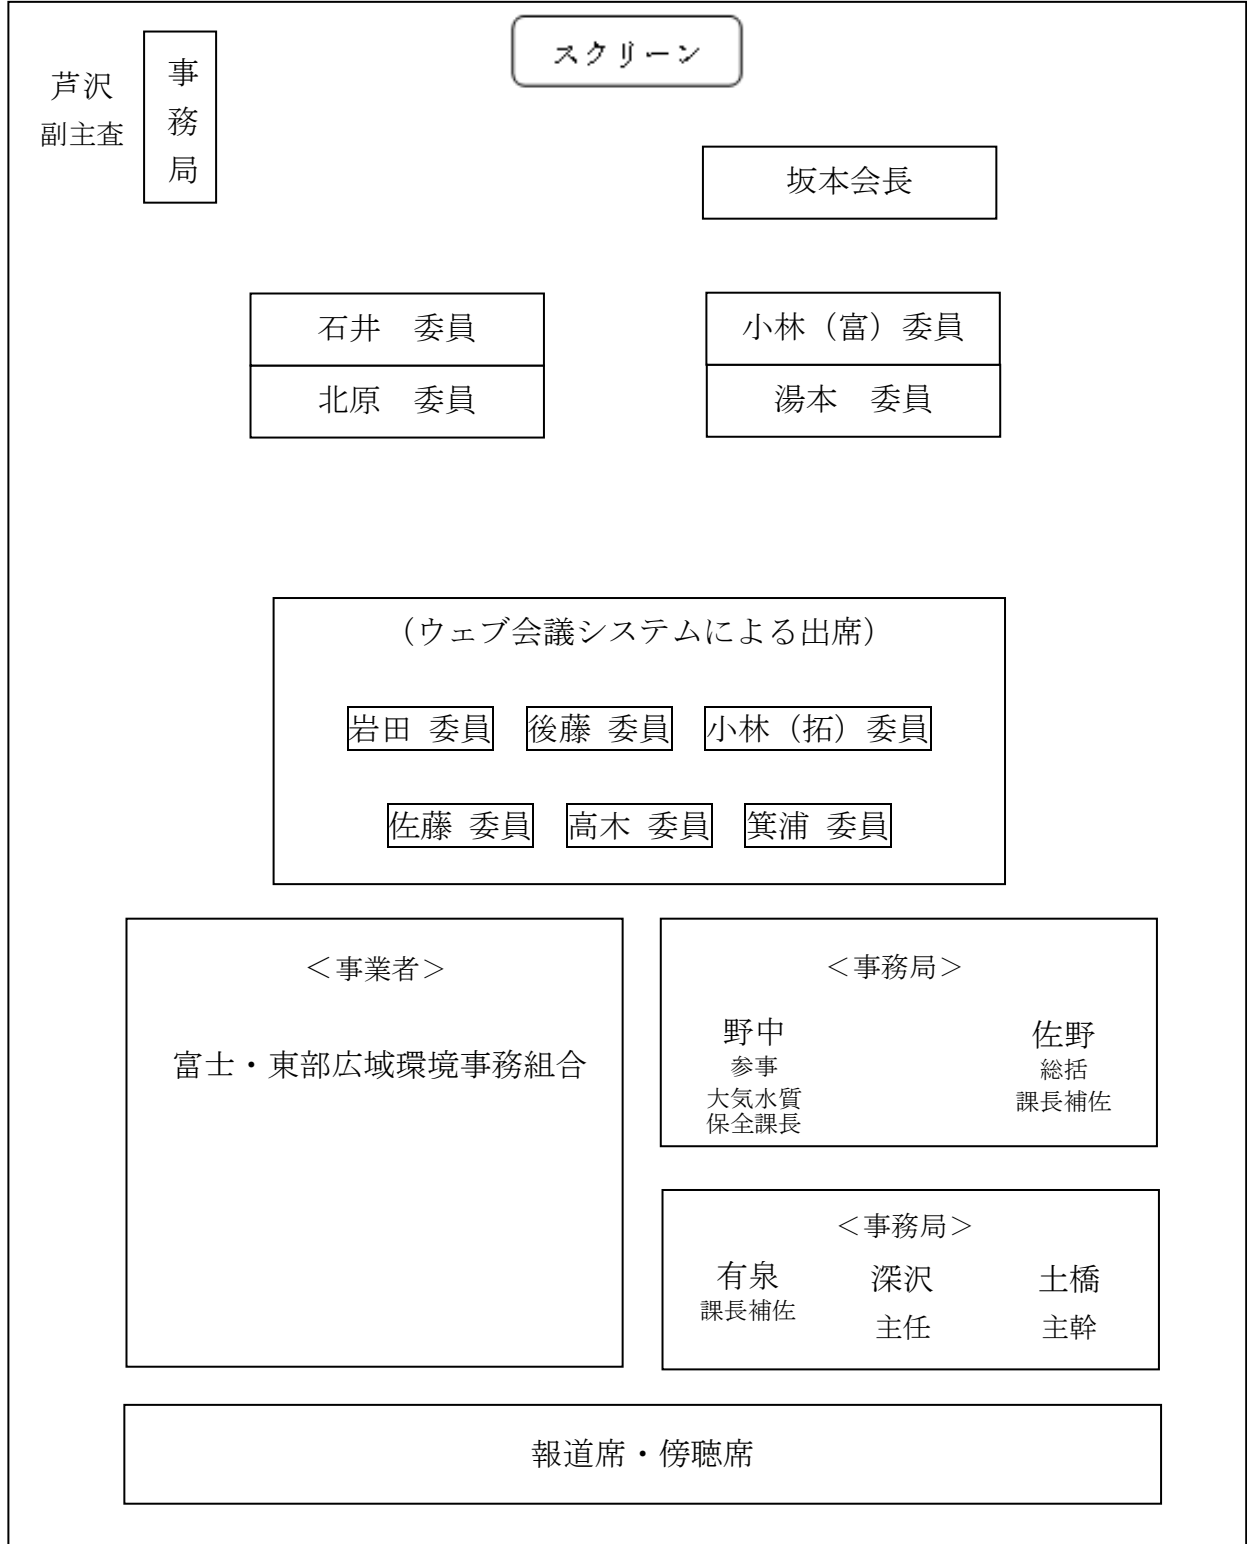 スクリーン
芦沢
副主査
事務局
坂本会長
石井　委員
北原　委員
小林（富）委員
湯本　委員
（ウェブ会議システムによる出席）
岩田 委員
後藤 委員
小林（拓）委員
佐藤 委員
高木 委員
箕浦 委員
＜事業者＞
富士・東部広域環境事務組合
＜事務局＞
野中
参事
大気水質
保全課長
佐野
総括
課長補佐
＜事務局＞
有泉
課長補佐
深沢
主任
土橋
主幹
報道席・傍聴席